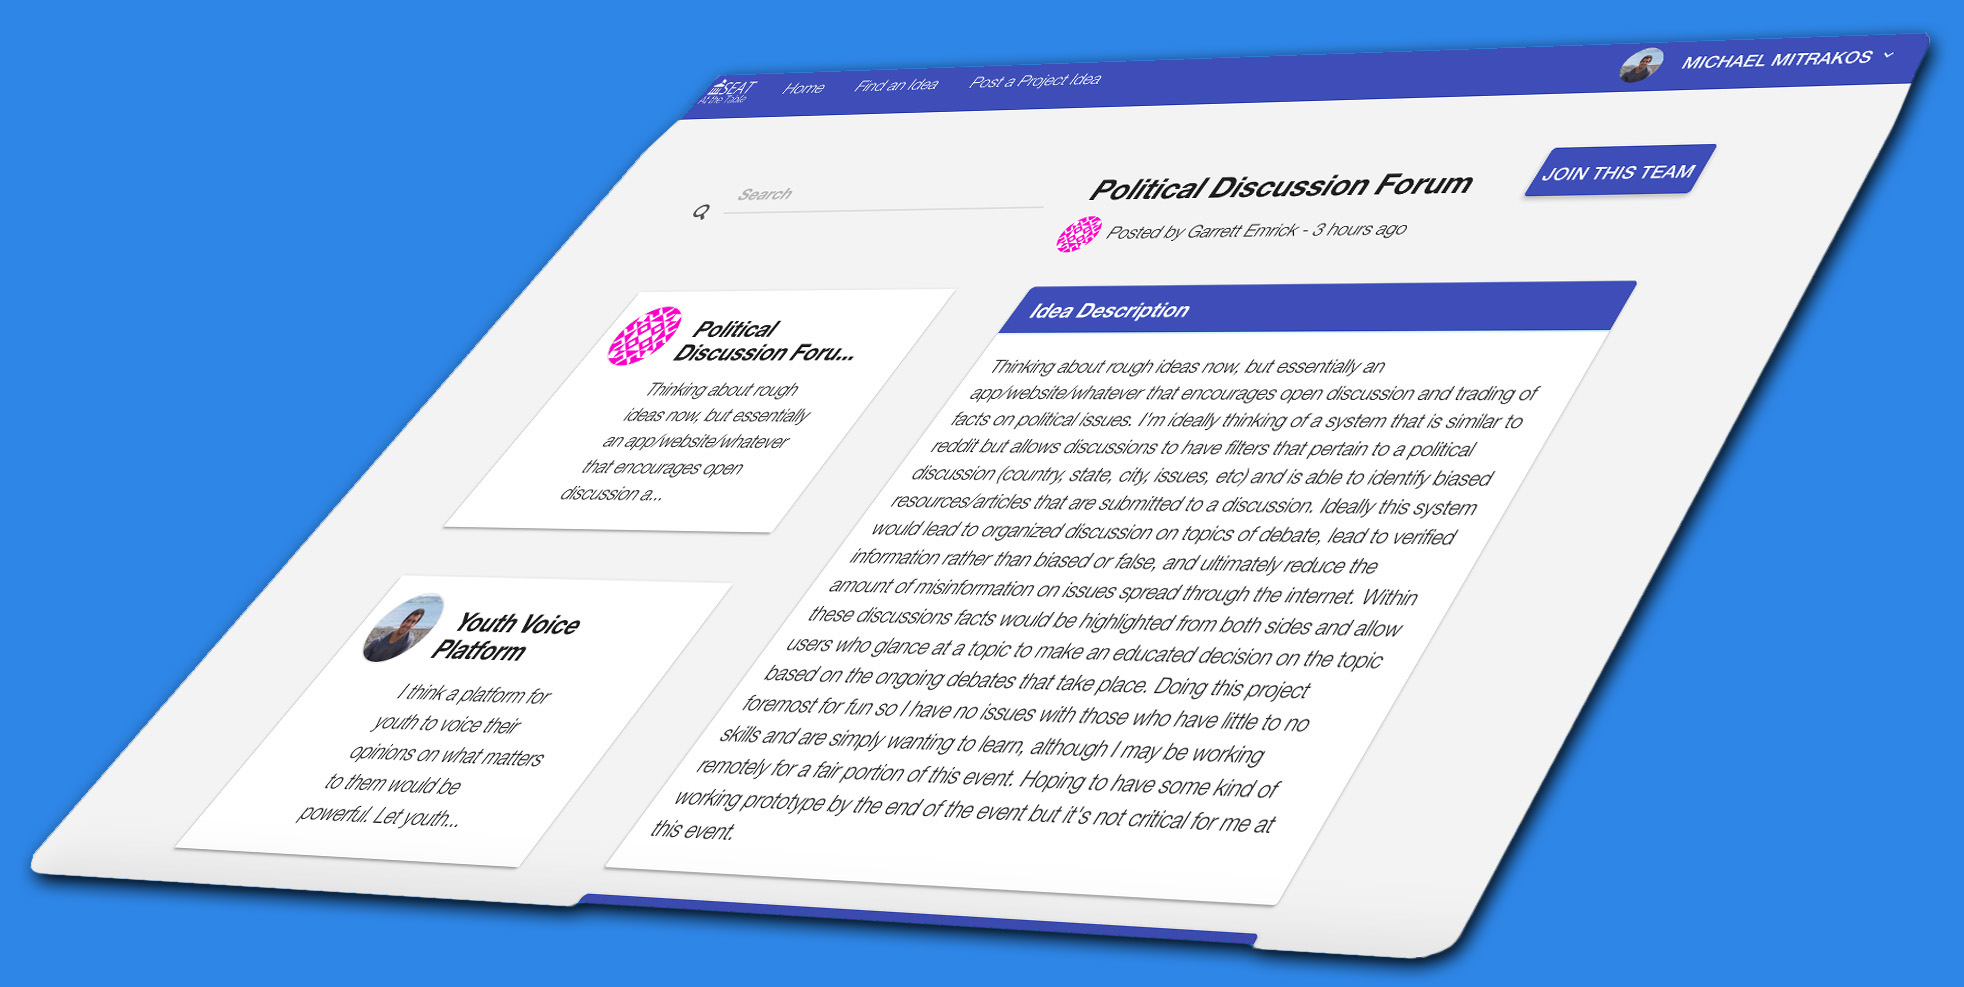 SEAT
At the Table
Home
Find an Idea
Post a Project Idea
MICHAEL MITRAKOS
Search
Political Discussion Forum
JOIN THIS TEAM
Posted by Garrett Emrick - 3 hours ago
Political
Discussion Foru...
Thinking about rough
ideas now, but essentially
an app/website/whatever
that encourages open
discussion a...
Youth Voice
Platform
I think a platform for
youth to voice their
opinions on what matters
to them would be
powerful. Let youth...
Idea Description
Thinking about rough ideas now, but essentially an
app/website/whatever that encourages open discussion and trading of
facts on political issues. I'm ideally thinking of a system that is similar to
reddit but allows discussions to have filters that pertain to a political
discussion (country, state, city, issues, etc) and is able to identify biased
resources/articles that are submitted to a discussion. Ideally this system
would lead to organized discussion on topics of debate, lead to verified
information rather than biased or false, and ultimately reduce the
amount of misinformation on issues spread through the internet. Within
these discussions facts would be highlighted from both sides and allow
users who glance at a topic to make an educated decision on the topic
based on the ongoing debates that take place. Doing this project
foremost for fun so I have no issues with those who have little to no
skills and are simply wanting to learn, although I may be working
remotely for a fair portion of this event. Hoping to have some kind of
working prototype by the end of the event but it's not critical for me at
this event.